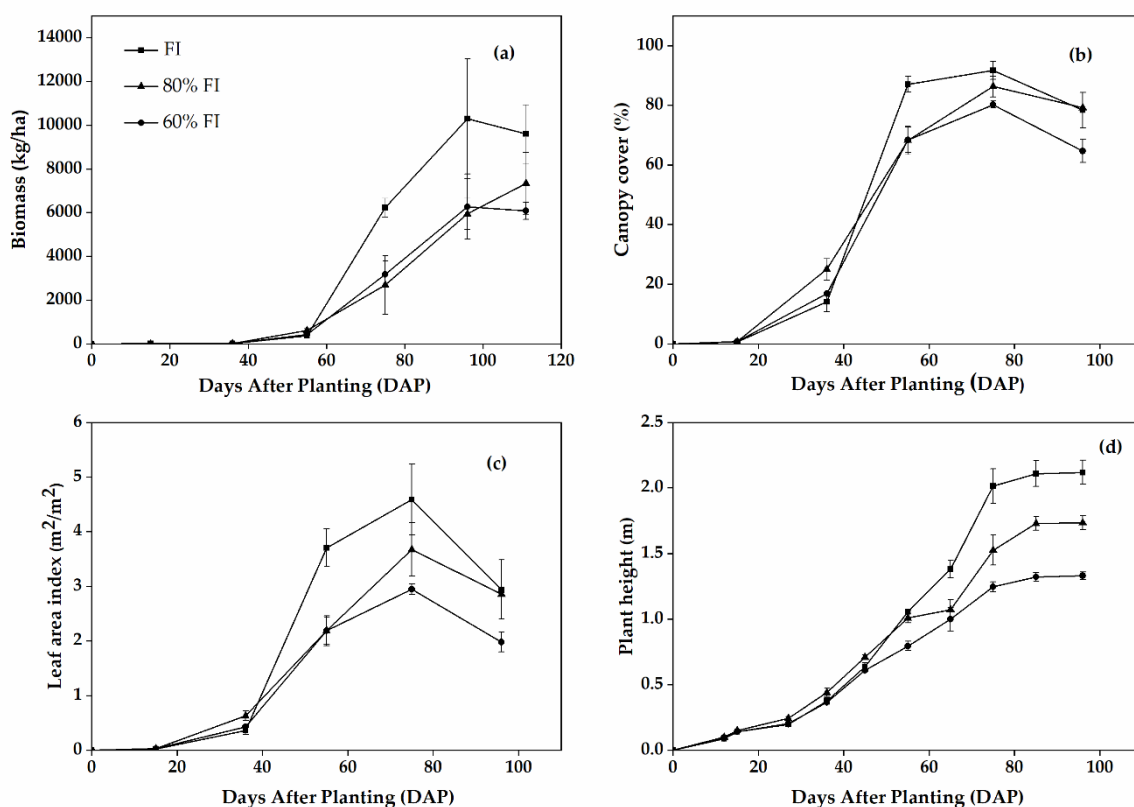 14000
12000
10000
8000
6000
4000
2000
0
Biomass (kg/ha)
FI
80% FI
60% FI
(a)
0 20 40 60 80 100 120
Days After Planting (DAP)
100
80
60
40
20
0
Canopy cover (%)
(b)
0 20 40 60 80 100
Days After Planting (DAP)
6
5
4
3
2
1
0
Leaf area index (m²/m²)
(c)
0 20 40 60 80 100
Days After Planting (DAP)
2.5
2.0
1.5
1.0
0.5
0.0
Plant height (m)
(d)
0 20 40 60 80 100
Days After Planting (DAP)